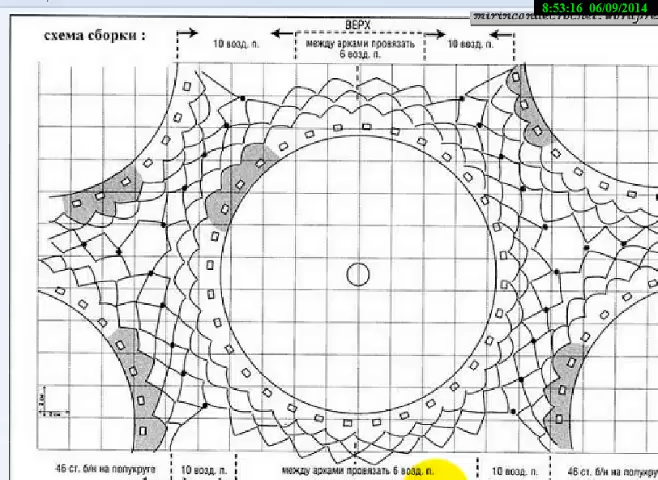 8:53:16 06/09/2014
ВЕРХ
схема сборки :
10 возд. п.
между арками провязать
6 возд. п.
10 возд. п.
46 ст. б/н на полукруге
10 возд. п.
между арками провязать 6 возд. п.
10 возд. п.
46 ст. б/н на полукру